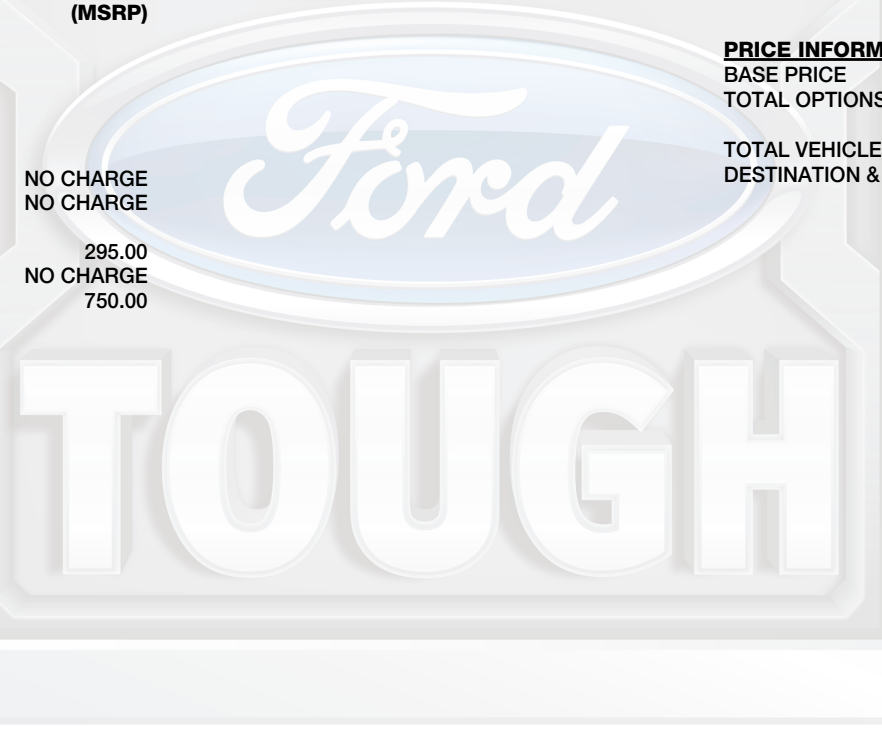 (MSRP)
NO CHARGE
NO CHARGE
295.00
NO CHARGE
750.00
PRICE INFORM
BASE PRICE
TOTAL OPTIONS
TOTAL VEHICLE
DESTINATION &
Ford
TOUGH